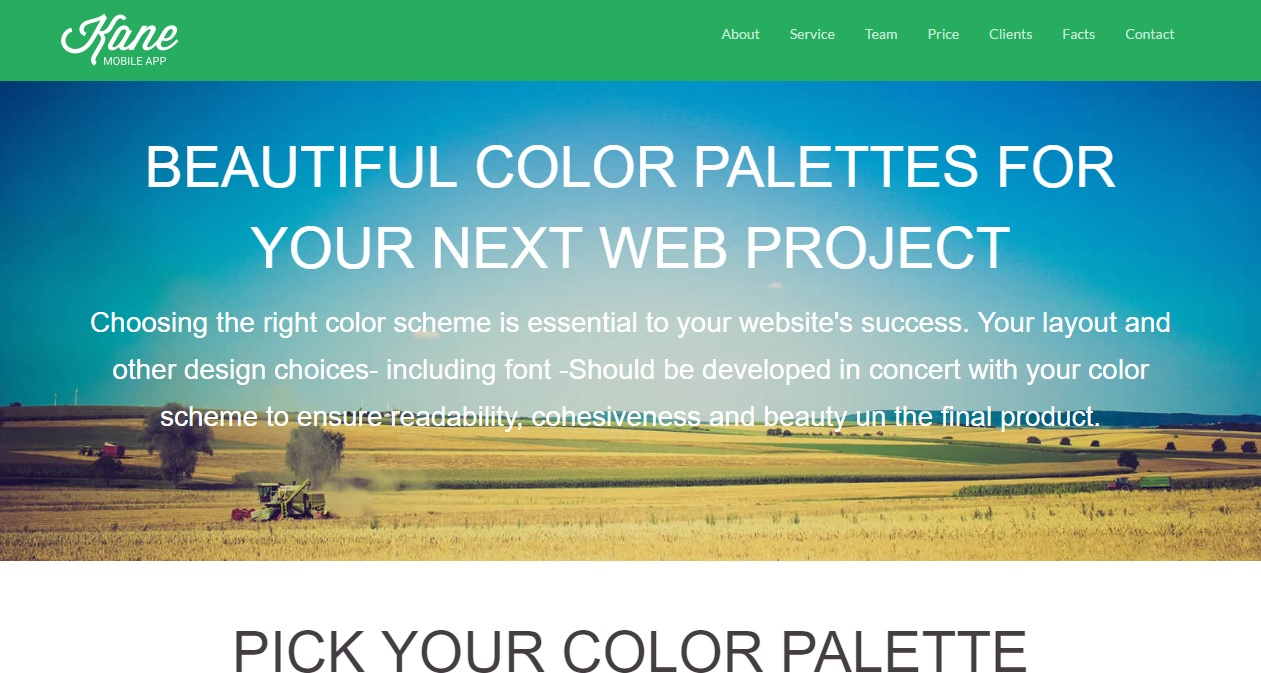 Kane
MOBILE APP
About Service Team Price Clients Facts Contact
BEAUTIFUL COLOR PALETTES FOR
YOUR NEXT WEB PROJECT
Choosing the right color scheme is essential to your website's success. Your layout and
other design choices- including font -Should be developed in concert with your color
scheme to ensure readability, cohesiveness and beauty un the final product.
PICK YOUR COLOR PALETTE